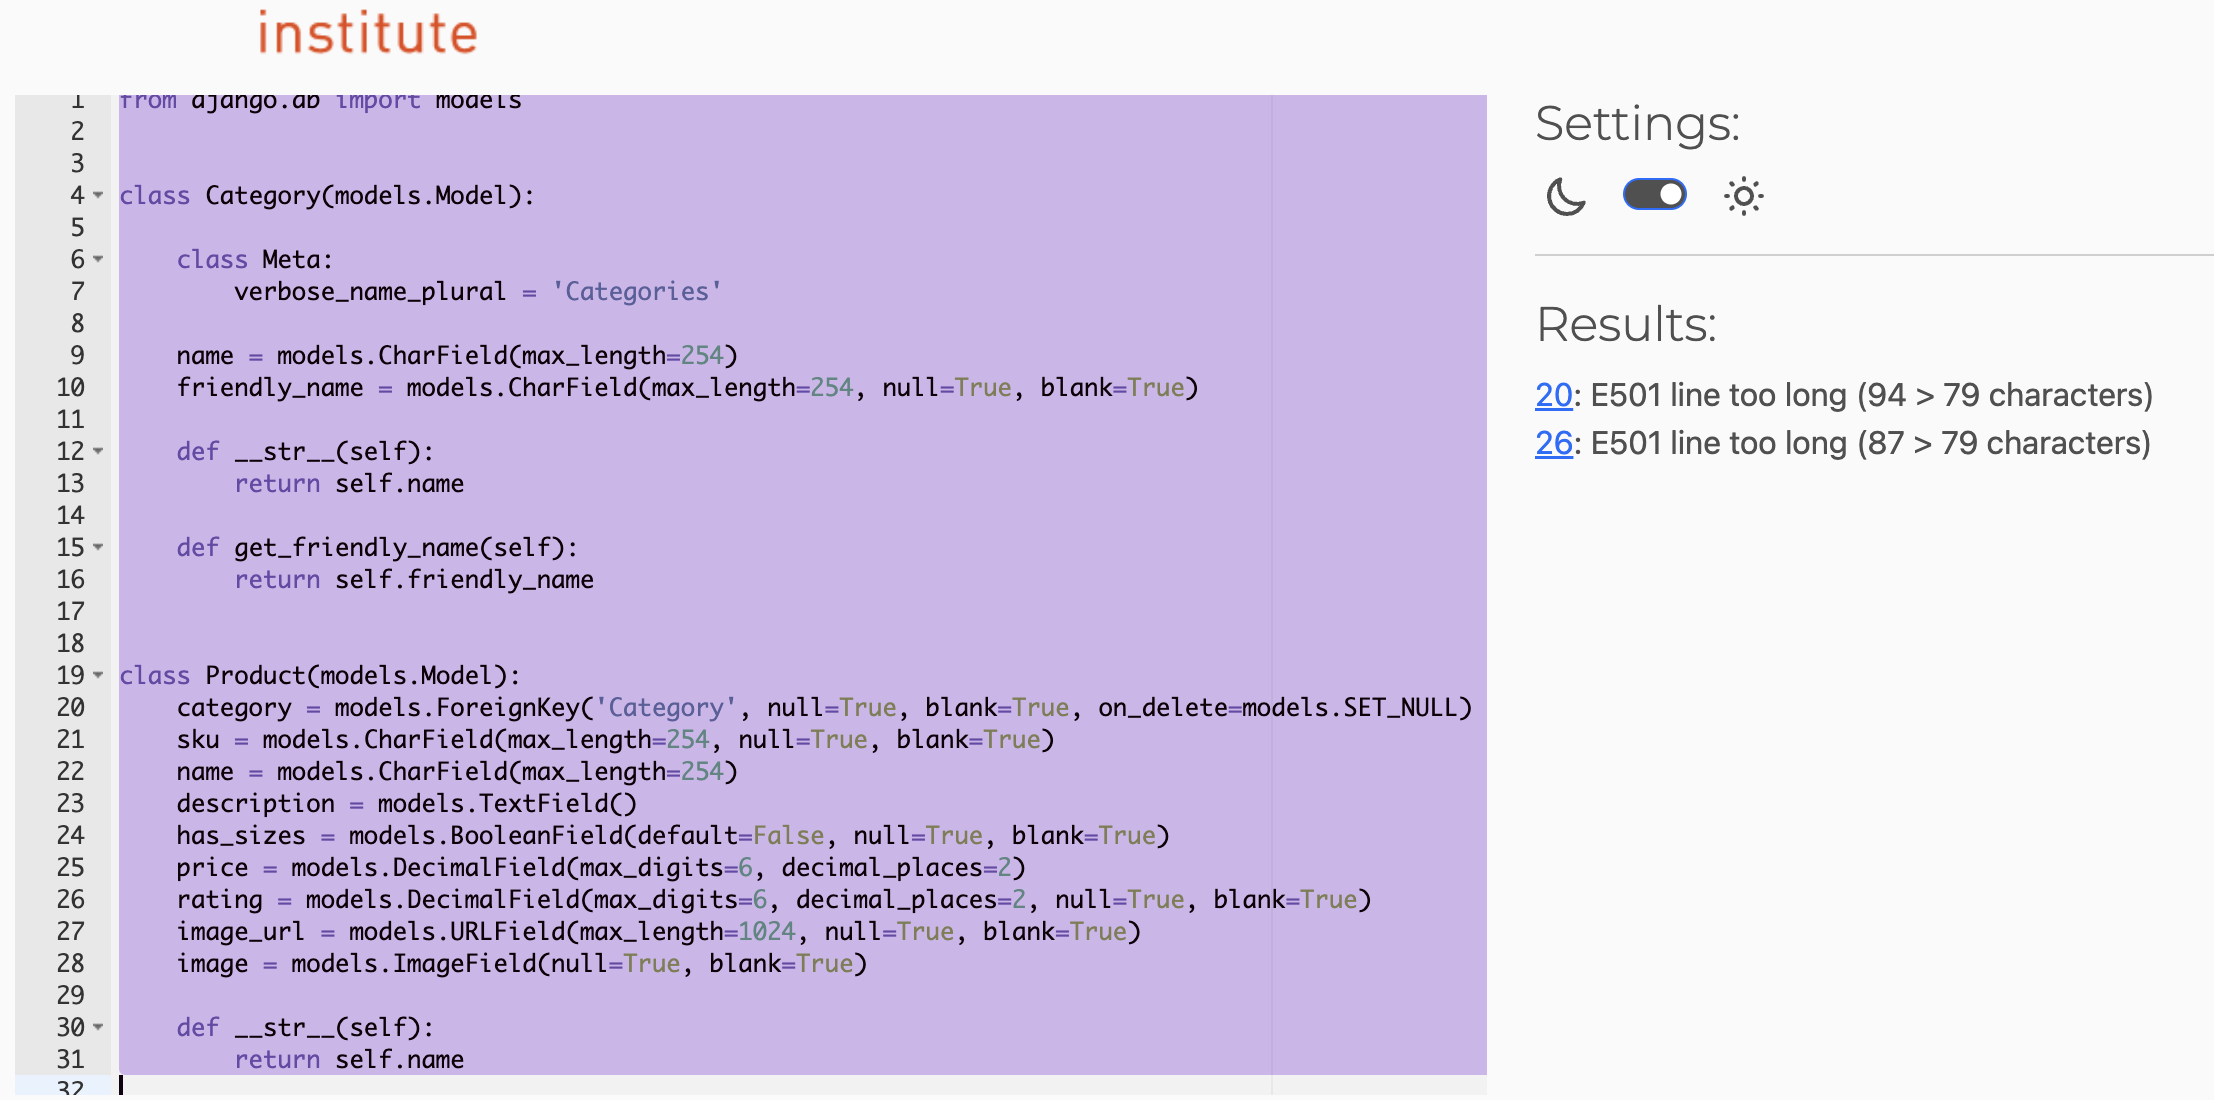 institute
1 from django.db import models
2
3
4 class Category(models.Model):
5
6     class Meta:
7         verbose_name_plural = 'Categories'
8
9     name = models.CharField(max_length=254)
10     friendly_name = models.CharField(max_length=254, null=True, blank=True)
11
12     def __str__(self):
13         return self.name
14
15     def get_friendly_name(self):
16         return self.friendly_name
17
18
19 class Product(models.Model):
20     category = models.ForeignKey('Category', null=True, blank=True, on_delete=models.SET_NULL)
21     sku = models.CharField(max_length=254, null=True, blank=True)
22     name = models.CharField(max_length=254)
23     description = models.TextField()
24     has_sizes = models.BooleanField(default=False, null=True, blank=True)
25     price = models.DecimalField(max_digits=6, decimal_places=2)
26     rating = models.DecimalField(max_digits=6, decimal_places=2, null=True, blank=True)
27     image_url = models.URLField(max_length=1024, null=True, blank=True)
28     image = models.ImageField(null=True, blank=True)
29
30     def __str__(self):
31         return self.name
32
Settings:
Results:
20: E501 line too long (94 > 79 characters)
26: E501 line too long (87 > 79 characters)